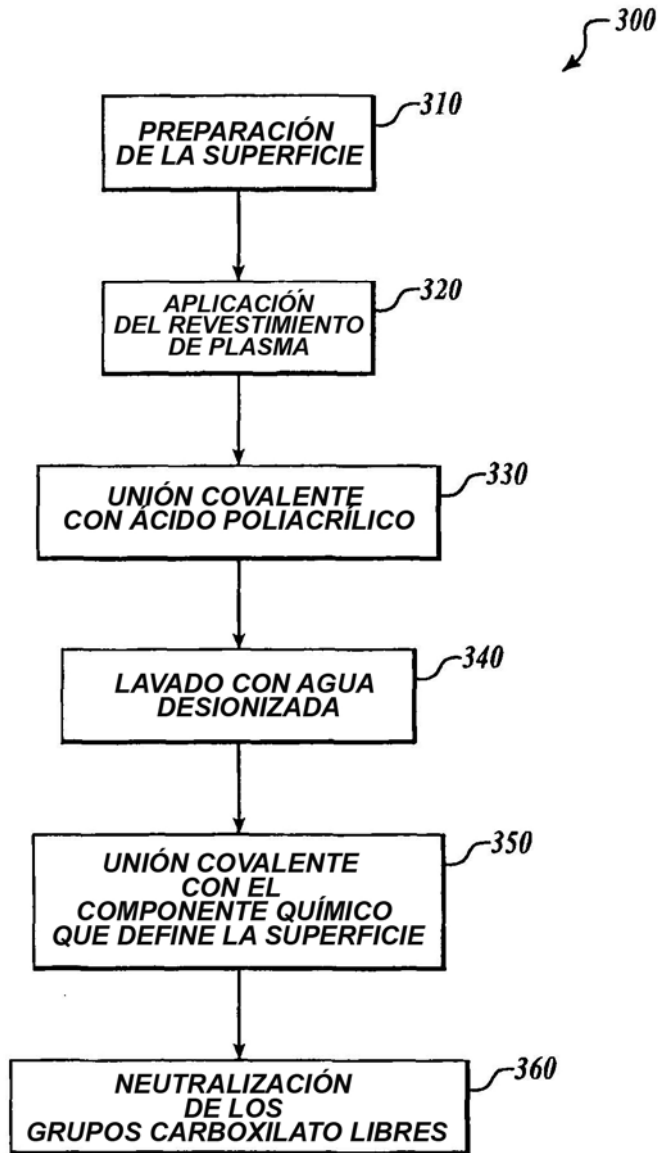 300
310
PREPARACIÓN
DE LA SUPERFICIE
320
APLICACIÓN
DEL REVESTIMIENTO
DE PLASMA
330
UNIÓN COVALENTE
CON ÁCIDO POLIACRÍLICO
340
LAVADO CON AGUA
DESIONIZADA
350
UNIÓN COVALENTE
CON EL
COMPONENTE QUÍMICO
QUE DEFINE LA SUPERFICIE
360
NEUTRALIZACIÓN
DE LOS
GRUPOS CARBOXILATO LIBRES